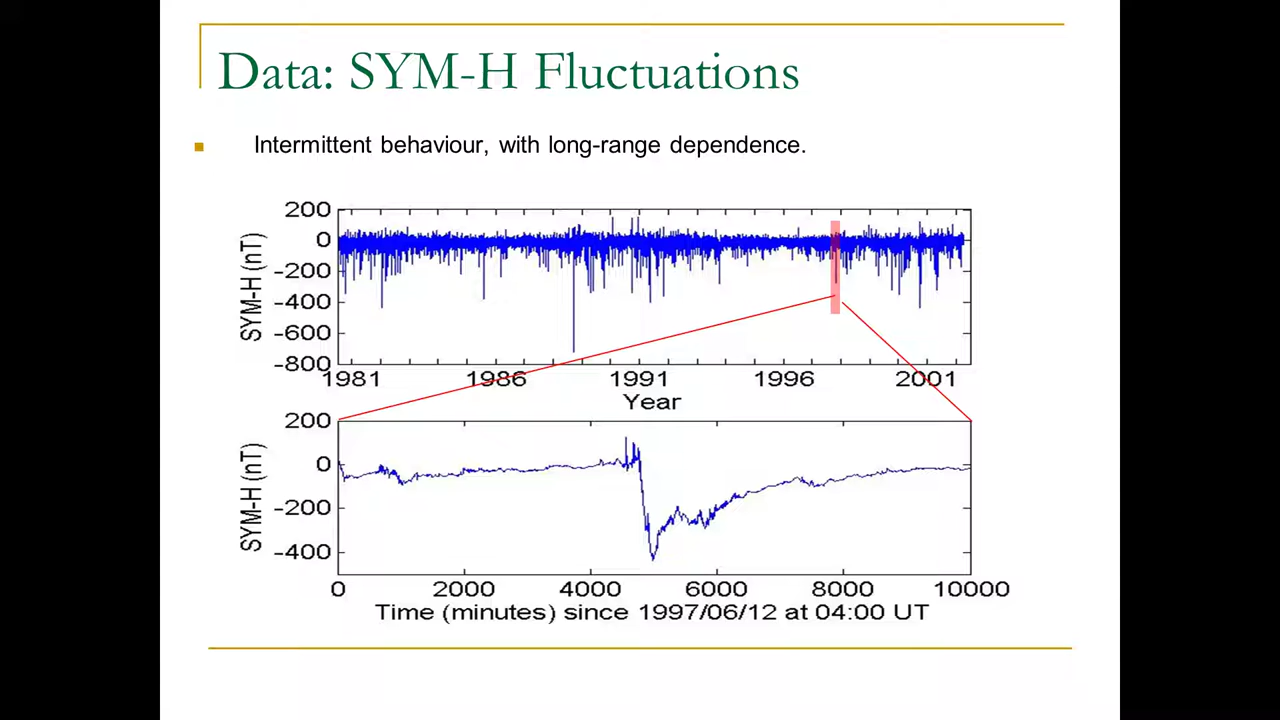 Data: SYM-H Fluctuations
Intermittent behaviour, with long-range dependence.
200
0
-200
-400
-600
-800
SYM-H (nT)
1981 1986 1991 1996 2001
Year
200
0
-200
-400
SYM-H (nT)
0 2000 4000 6000 8000 10000
Time (minutes) since 1997/06/12 at 04:00 UT